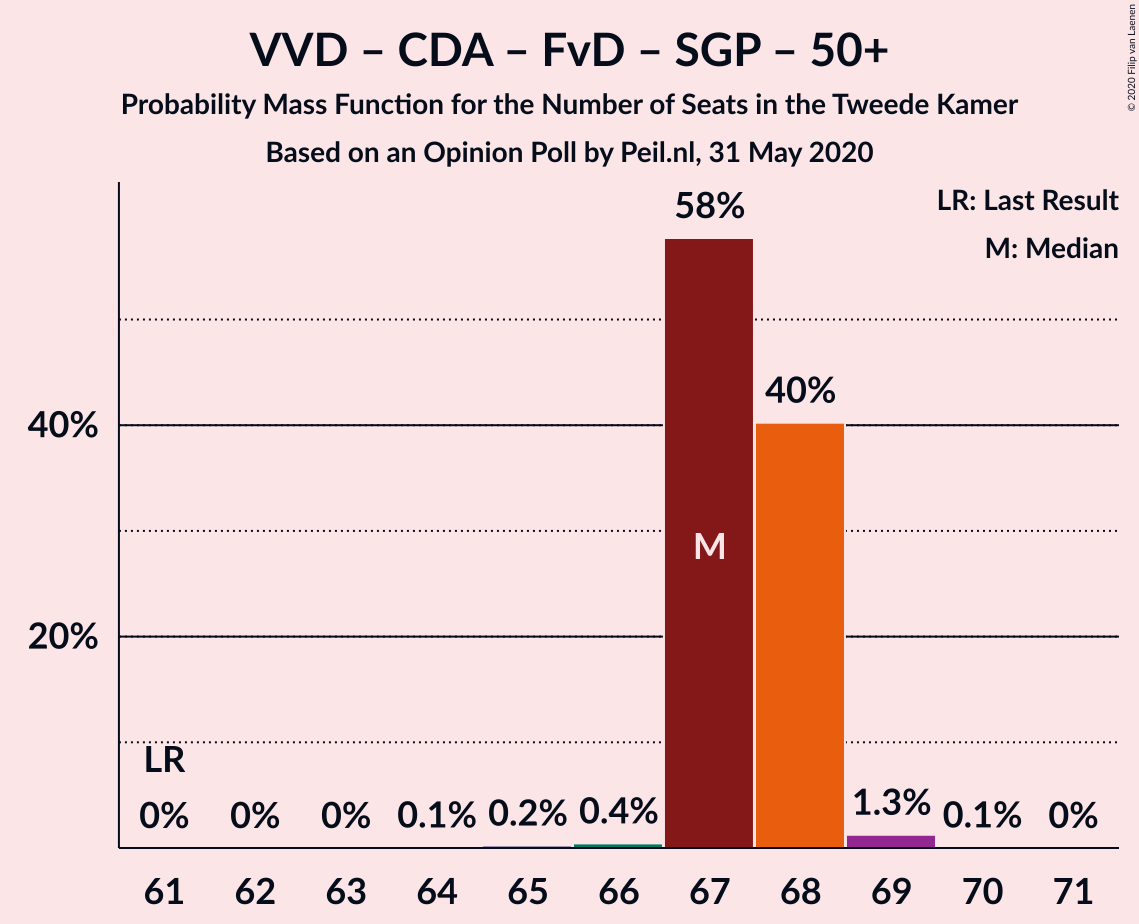 VVD – CDA – FvD – SGP – 50+
Probability Mass Function for the Number of Seats in the Tweede Kamer
Based on an Opinion Poll by Peil.nl, 31 May 2020
© 2020 Filip van Laenen
LR: Last Result
M: Median
58%
40%
40%
M
20%
LR
0% 0% 0% 0.1% 0.2% 0.4% 1.3% 0.1% 0%
61 62 63 64 65 66 67 68 69 70 71